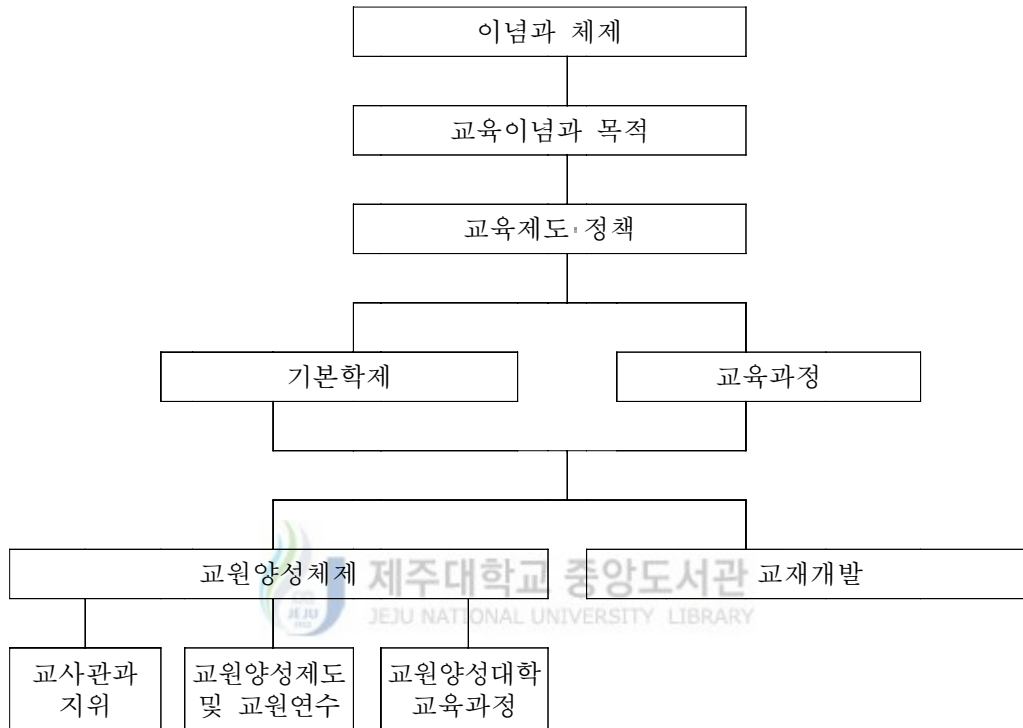 이념과 체제
교육이념과 목적
교육제도·정책
기본학제
교육과정
교원양성체제
교재개발
제주대학교 중앙도서관
JEJU NATIONAL UNIVERSITY LIBRARY
JEJU
1952
교사관과
지위
교원양성제도
및 교원연수
교원양성대학
교육과정